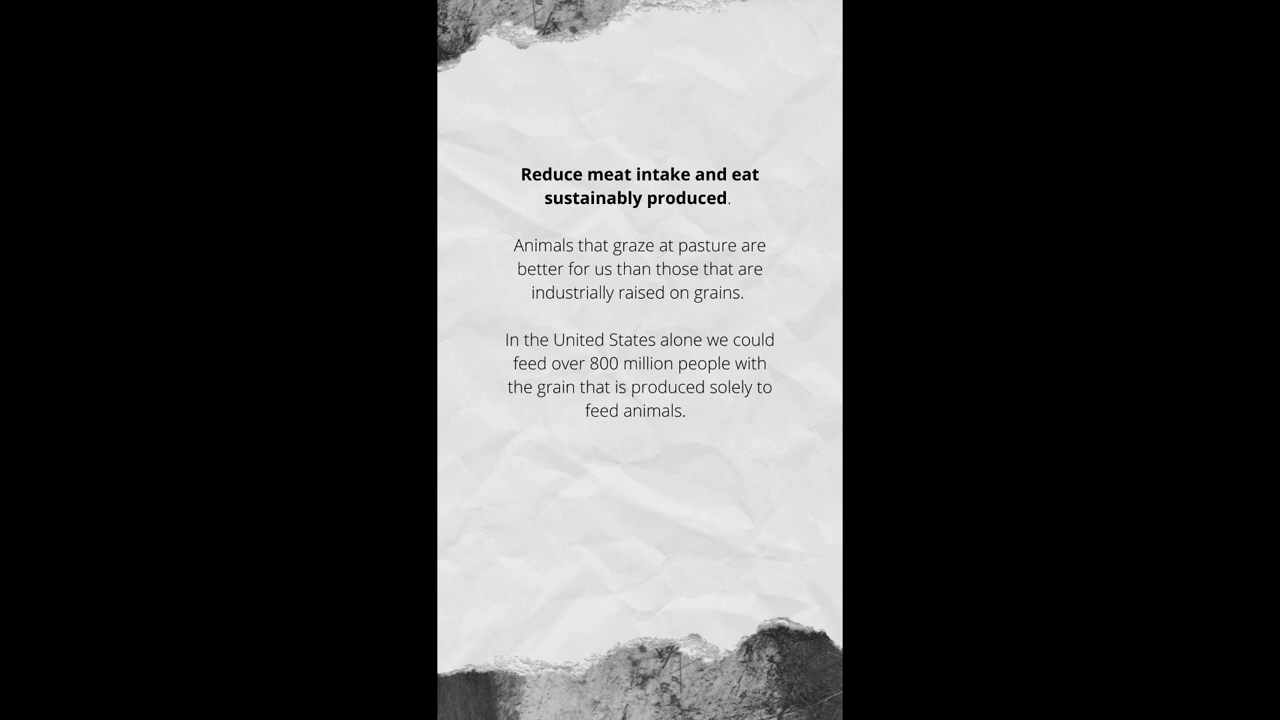 Reduce meat intake and eat
sustainably produced.
Animals that graze at pasture are
better for us than those that are
industrially raised on grains.
In the United States alone we could
feed over 800 million people with
the grain that is produced solely to
feed animals.